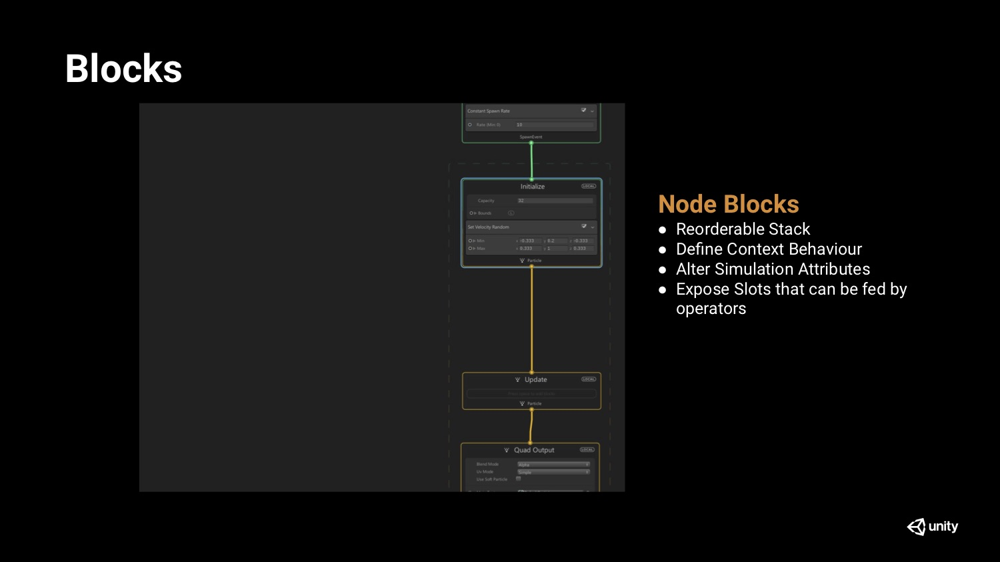 Blocks
Constant Spawn Rate
Rate (Min: 0) 10
SpawnEvent
Initialize LOCAL
Capacity 32
Bounds L
Set Velocity Random
Min x -0.333 y 0.2 z -0.333
Max x 0.333 y 1 z 0.333
Particle
Update LOCAL
Particle
Quad Output LOCAL
Blend Mode Alpha
Uv Mode Simple
Use Soft Particle
Node Blocks
● Reorderable Stack
● Define Context Behaviour
● Alter Simulation Attributes
● Expose Slots that can be fed by
operators
unity